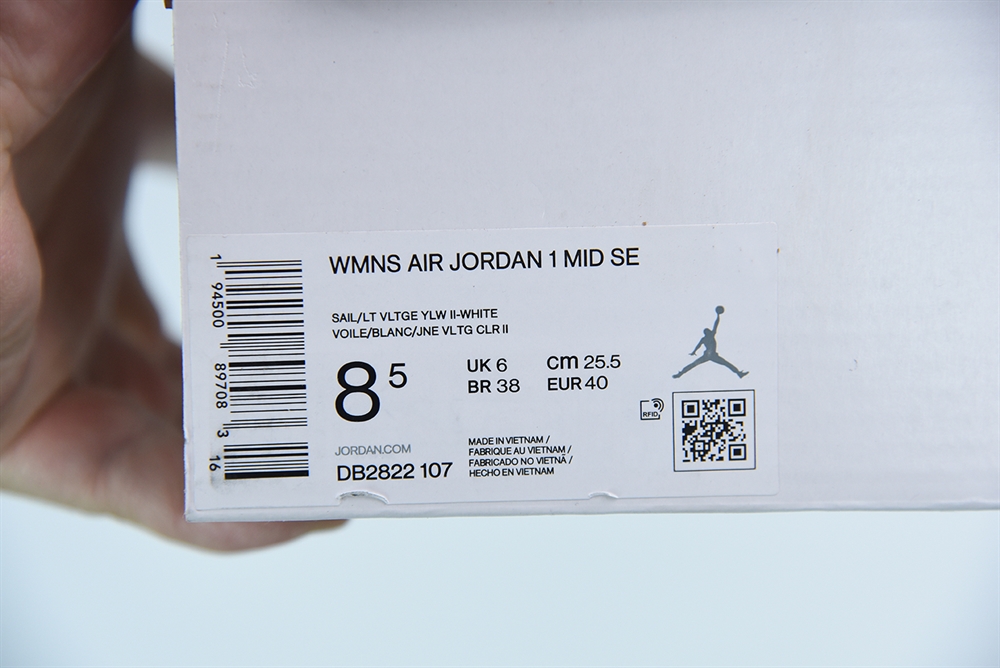 WMNS AIR JORDAN 1 MID SE
SAIL/LT VLTGE YLW II-WHITE
VOILE/BLANC/JNE VLTG CLR II
8 5
UK 6
BR 38
cm 25.5
EUR 40
JORDAN.COM
DB2822 107
MADE IN VIETNAM /
FABRIQUE AU VIETNAM /
FABRICADO NO VIETNÃ /
HECHO EN VIETNAM
RFID
1 94500 89708 3 16